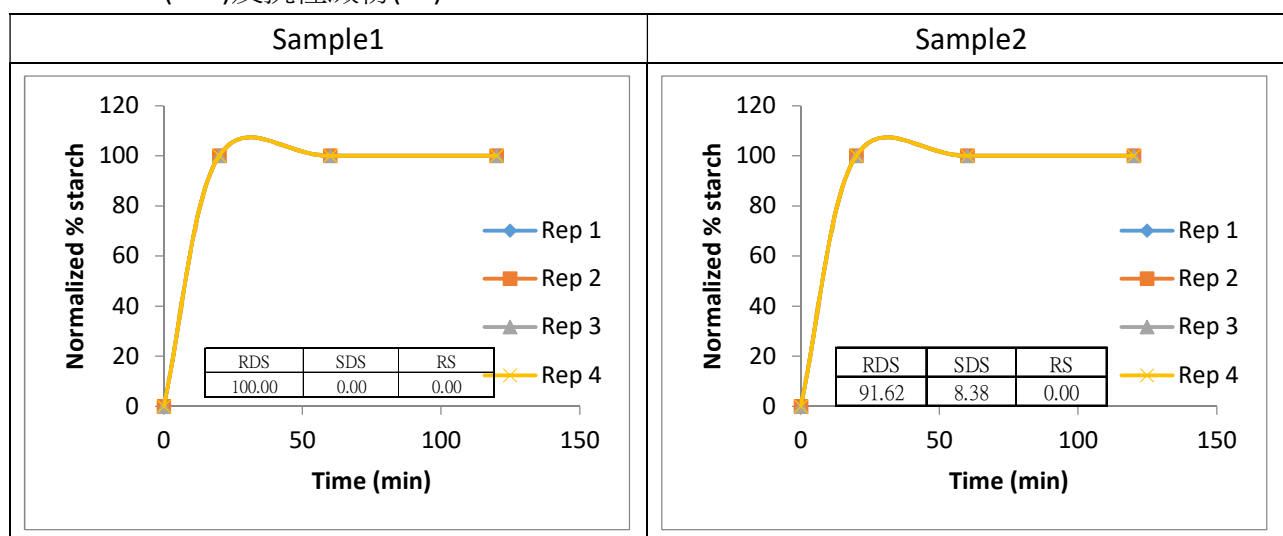 Sample1
Sample2
120
100
80
60
40
20
0
Normalized % starch
0
50
100
150
Time (min)
Rep 1
Rep 2
Rep 3
Rep 4
RDS SDS RS
100.00 0.00 0.00
120
100
80
60
40
20
0
Normalized % starch
0
50
100
150
Time (min)
Rep 1
Rep 2
Rep 3
Rep 4
RDS SDS RS
91.62 8.38 0.00